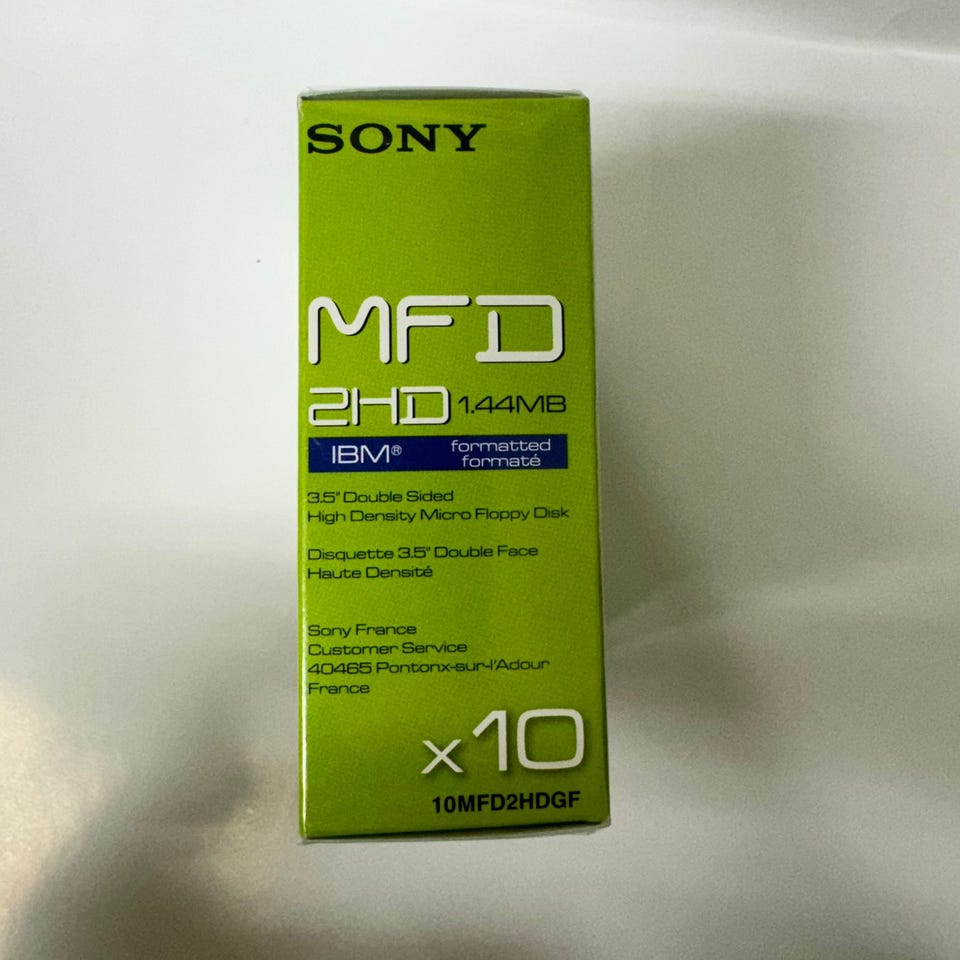 SONY
MFD
2HD 1.44MB
IBM® formatted
formaté
3.5" Double Sided
High Density Micro Floppy Disk
Disquette 3.5" Double Face
Haute Densité
Sony France
Customer Service
40465 Pontonx-sur-l'Adour
France
x10
10MFD2HDGF